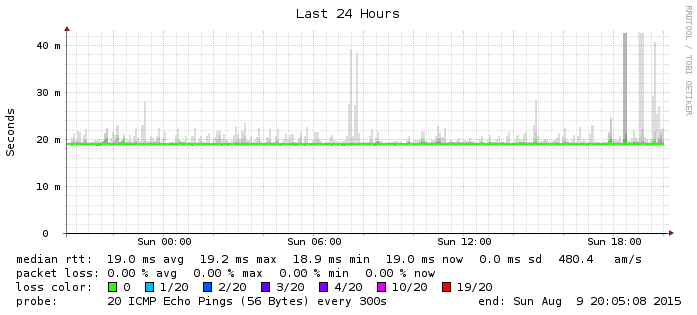 Last 24 Hours
RRDTOOL / TOBI OETIKER
Seconds
40 m
30 m
20 m
10 m
0
Sun 00:00 Sun 06:00 Sun 12:00 Sun 18:00
median rtt: 19.0 ms avg 19.2 ms max 18.9 ms min 19.0 ms now 0.0 ms sd 480.4 am/s
packet loss: 0.00 % avg 0.00 % max 0.00 % min 0.00 % now
loss color: 0 1/20 2/20 3/20 4/20 10/20 19/20
probe: 20 ICMP Echo Pings (56 Bytes) every 300s end: Sun Aug 9 20:05:08 2015